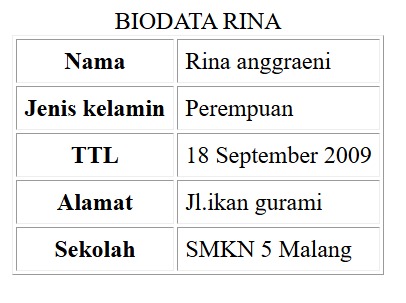 BIODATA RINA
Nama Rina anggraeni
Jenis kelamin Perempuan
TTL 18 September 2009
Alamat Jl.ikan gurami
Sekolah SMKN 5 Malang